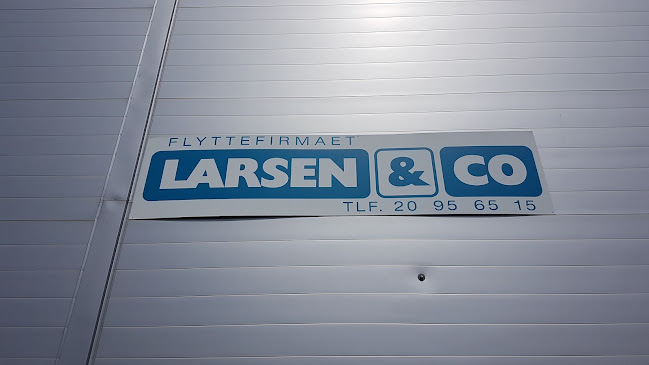 FLYTTEFIRMAET
LARSEN & CO
TLF. 20 95 65 15